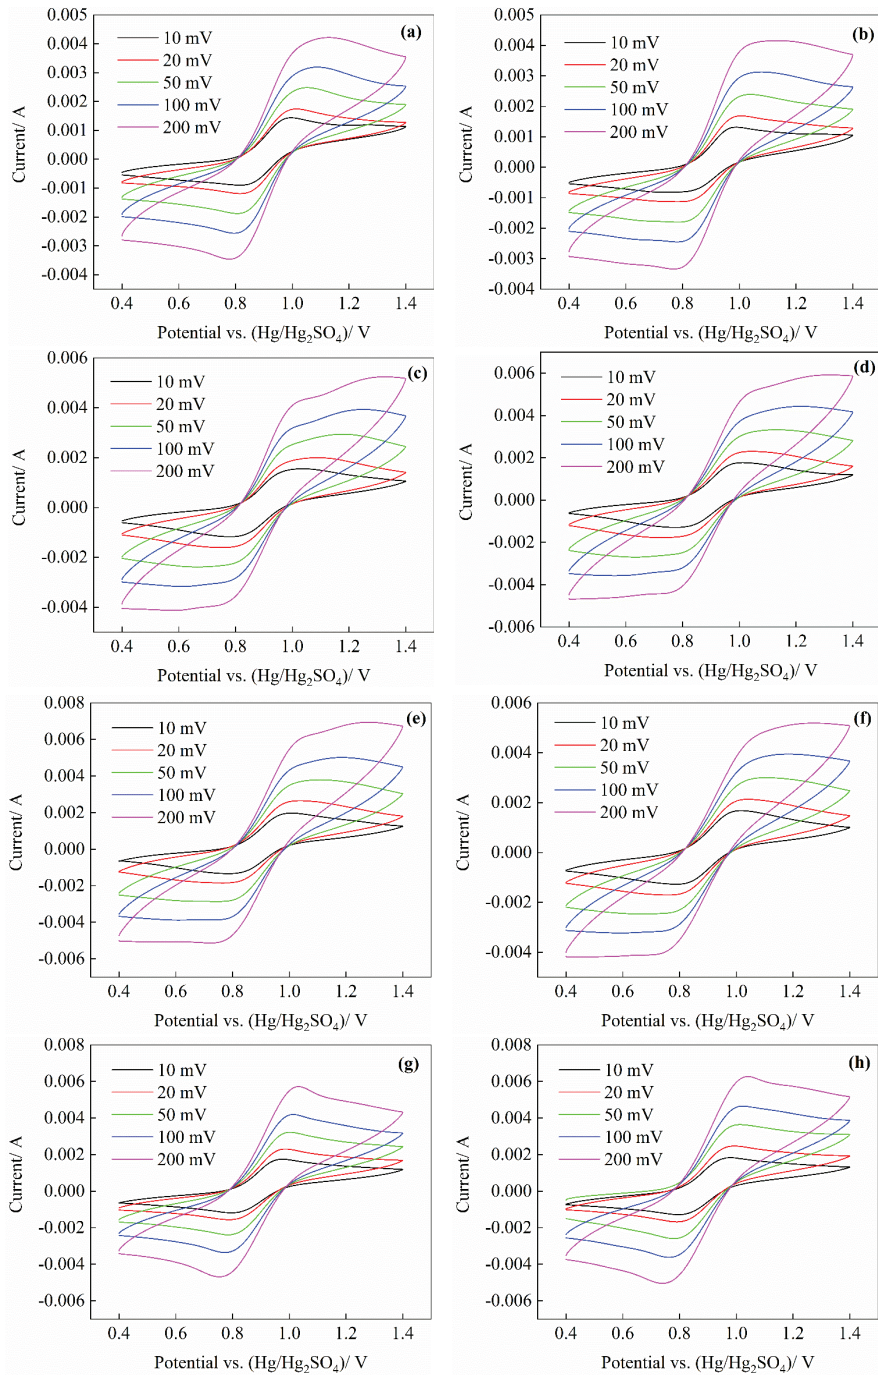 (a)
10 mV
20 mV
50 mV
100 mV
200 mV
0.005
0.004
0.003
0.002
0.001
0.000
-0.001
-0.002
-0.003
-0.004
Current/ A
0.4 0.6 0.8 1.0 1.2 1.4
Potential vs. (Hg/Hg2SO4)/ V
(b)
10 mV
20 mV
50 mV
100 mV
200 mV
0.005
0.004
0.003
0.002
0.001
0.000
-0.001
-0.002
-0.003
-0.004
Current/ A
0.4 0.6 0.8 1.0 1.2 1.4
Potential vs. (Hg/Hg2SO4)/ V
(c)
10 mV
20 mV
50 mV
100 mV
200 mV
0.006
0.004
0.002
0.000
-0.002
-0.004
Current/ A
0.4 0.6 0.8 1.0 1.2 1.4
Potential vs. (Hg/Hg2SO4)/ V
(d)
10 mV
20 mV
50 mV
100 mV
200 mV
0.006
0.004
0.002
0.000
-0.002
-0.004
-0.006
Current/ A
0.4 0.6 0.8 1.0 1.2 1.4
Potential vs. (Hg/Hg2SO4)/ V
(e)
10 mV
20 mV
50 mV
100 mV
200 mV
0.008
0.006
0.004
0.002
0.000
-0.002
-0.004
-0.006
Current/ A
0.4 0.6 0.8 1.0 1.2 1.4
Potential vs. (Hg/Hg2SO4)/ V
(f)
10 mV
20 mV
50 mV
100 mV
200 mV
0.006
0.004
0.002
0.000
-0.002
-0.004
Current/ A
0.4 0.6 0.8 1.0 1.2 1.4
Potential vs. (Hg/Hg2SO4)/ V
(g)
10 mV
20 mV
50 mV
100 mV
200 mV
0.008
0.006
0.004
0.002
0.000
-0.002
-0.004
-0.006
Current/ A
0.4 0.6 0.8 1.0 1.2 1.4
Potential vs. (Hg/Hg2SO4)/ V
(h)
10 mV
20 mV
50 mV
100 mV
200 mV
0.008
0.006
0.004
0.002
0.000
-0.002
-0.004
-0.006
Current/ A
0.4 0.6 0.8 1.0 1.2 1.4
Potential vs. (Hg/Hg2SO4)/ V